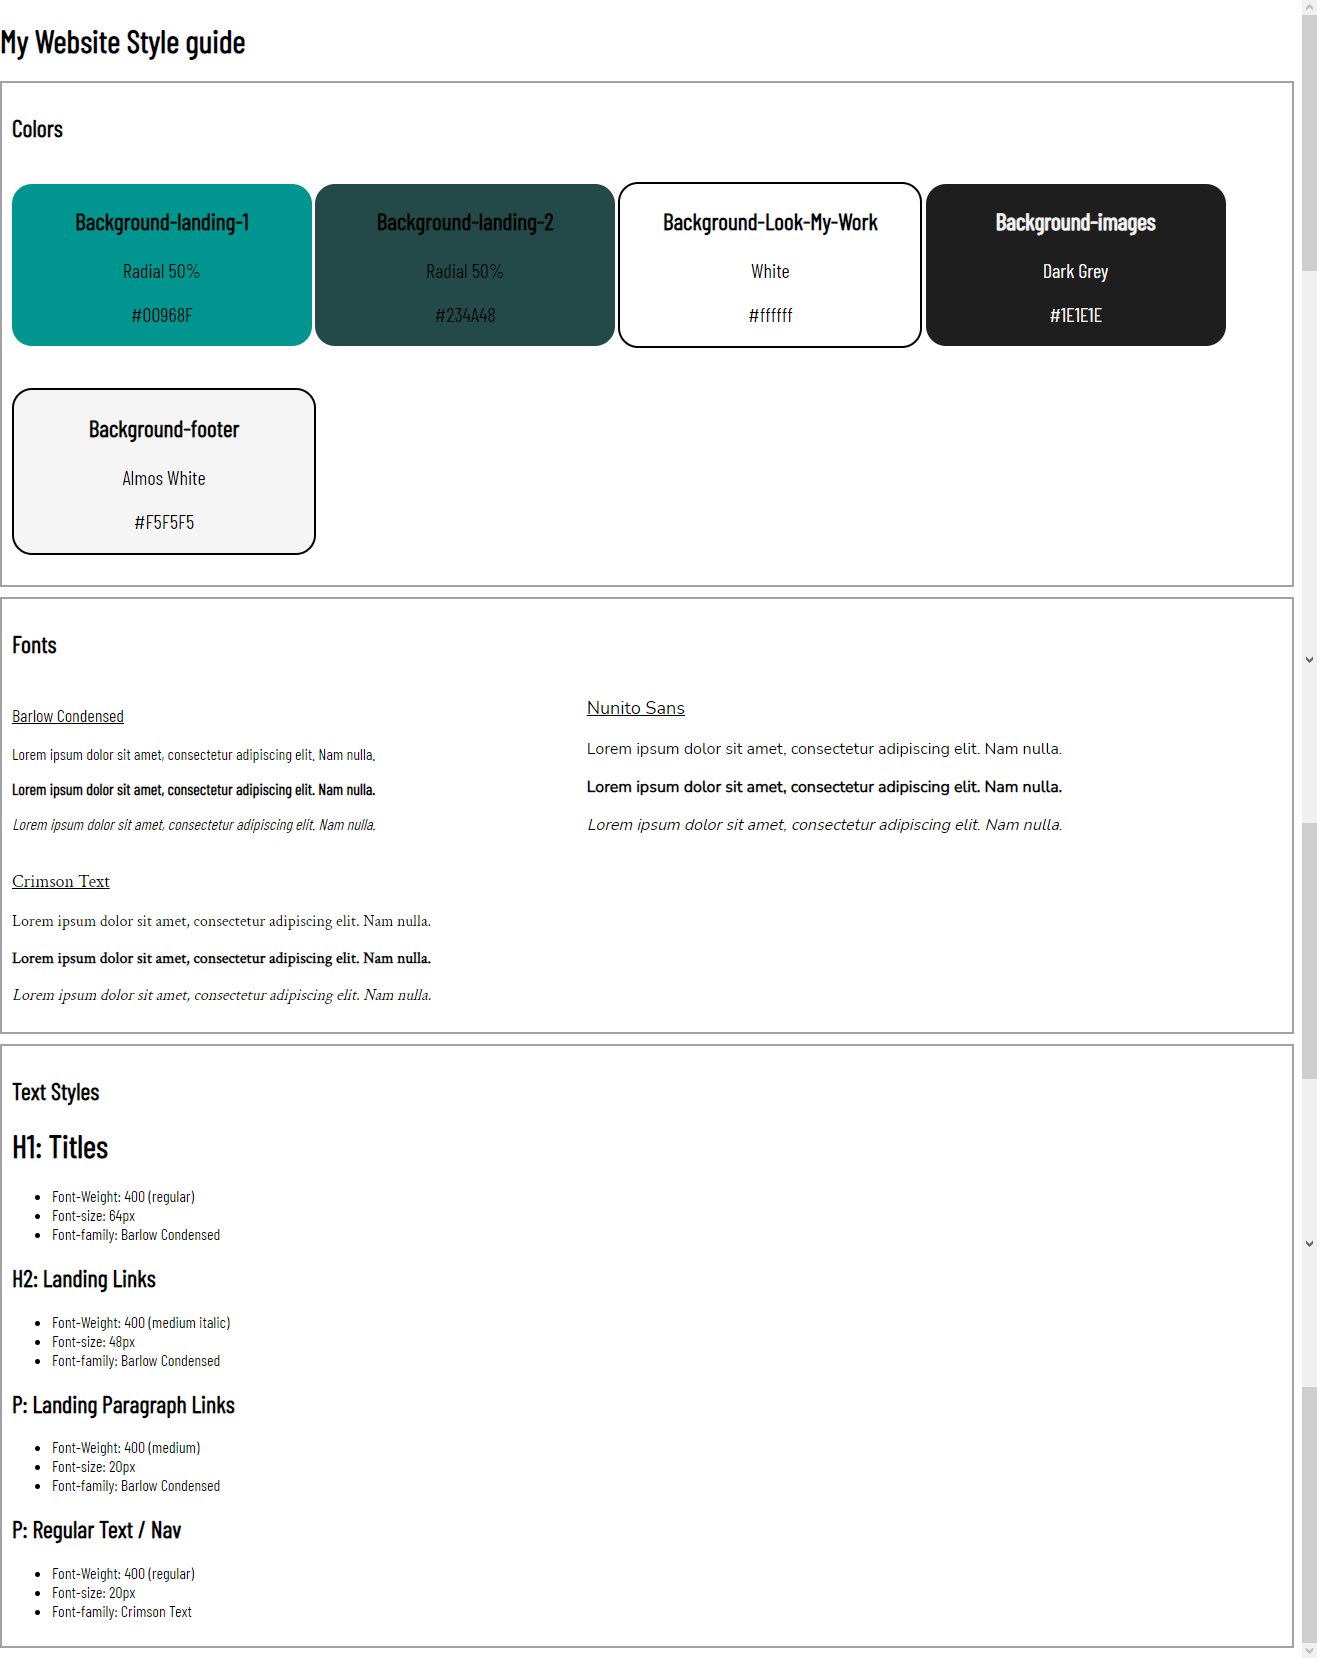 My Website Style guide
Colors
Background-landing-1
Radial 50%
#00968F
Background-landing-2
Radial 50%
#234A48
Background-Look-My-Work
White
#ffffff
Background-images
Dark Grey
#1E1E1E
Background-footer
Almos White
#F5F5F5
Fonts
Barlow Condensed
Lorem ipsum dolor sit amet, consectetur adipiscing elit. Nam nulla.
Lorem ipsum dolor sit amet, consectetur adipiscing elit. Nam nulla.
Lorem ipsum dolor sit amet, consectetur adipiscing elit. Nam nulla.
Nunito Sans
Lorem ipsum dolor sit amet, consectetur adipiscing elit. Nam nulla.
Lorem ipsum dolor sit amet, consectetur adipiscing elit. Nam nulla.
Lorem ipsum dolor sit amet, consectetur adipiscing elit. Nam nulla.
Crimson Text
Lorem ipsum dolor sit amet, consectetur adipiscing elit. Nam nulla.
Lorem ipsum dolor sit amet, consectetur adipiscing elit. Nam nulla.
Lorem ipsum dolor sit amet, consectetur adipiscing elit. Nam nulla.
Text Styles
H1: Titles
• Font-Weight: 400 (regular)
• Font-size: 64px
• Font-family: Barlow Condensed
H2: Landing Links
• Font-Weight: 400 (medium italic)
• Font-size: 48px
• Font-family: Barlow Condensed
P: Landing Paragraph Links
• Font-Weight: 400 (medium)
• Font-size: 20px
• Font-family: Barlow Condensed
P: Regular Text / Nav
• Font-Weight: 400 (regular)
• Font-size: 20px
• Font-family: Crimson Text